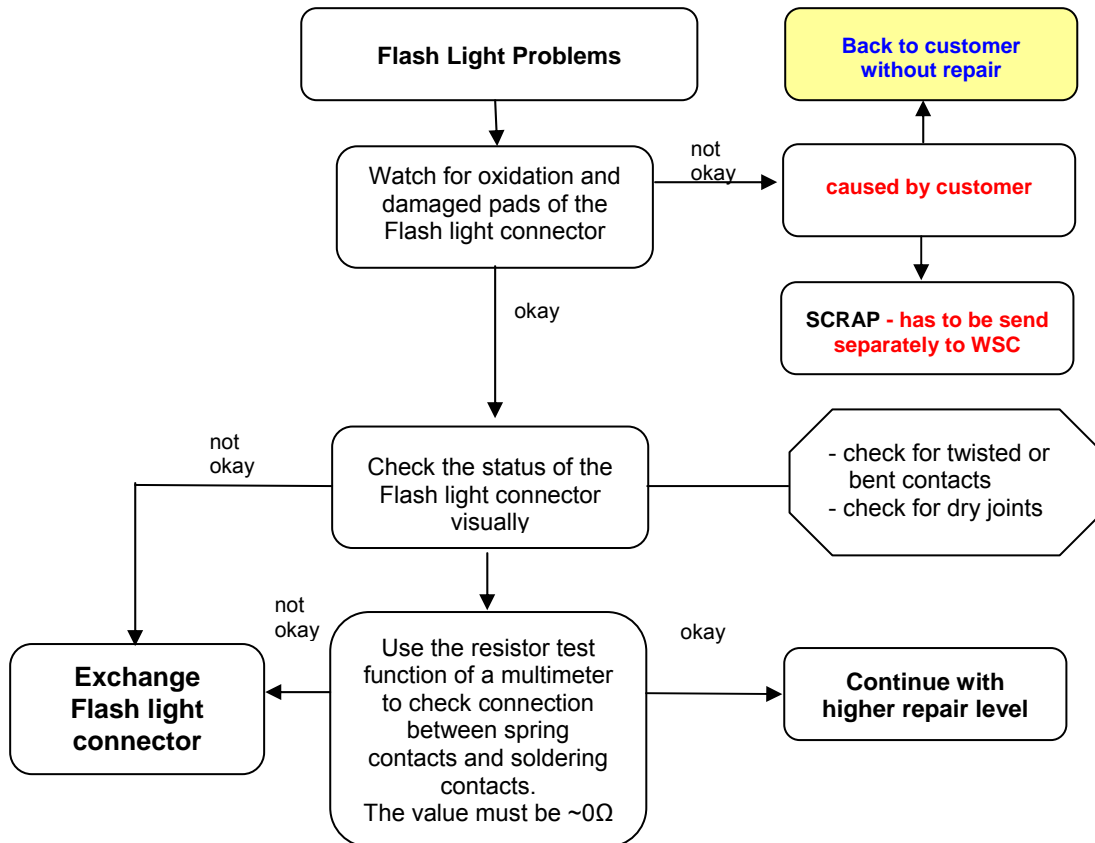 Flash Light Problems
Back to customer
without repair
Watch for oxidation and
damaged pads of the
Flash light connector
not
okay
caused by customer
okay
SCRAP - has to be send
separately to WSC
not
okay
Check the status of the
Flash light connector
visually
- check for twisted or
bent contacts
- check for dry joints
not
okay
Exchange
Flash light
connector
Use the resistor test
function of a multimeter
to check connection
between spring
contacts and soldering
contacts.
The value must be ~0Ω
okay
Continue with
higher repair level